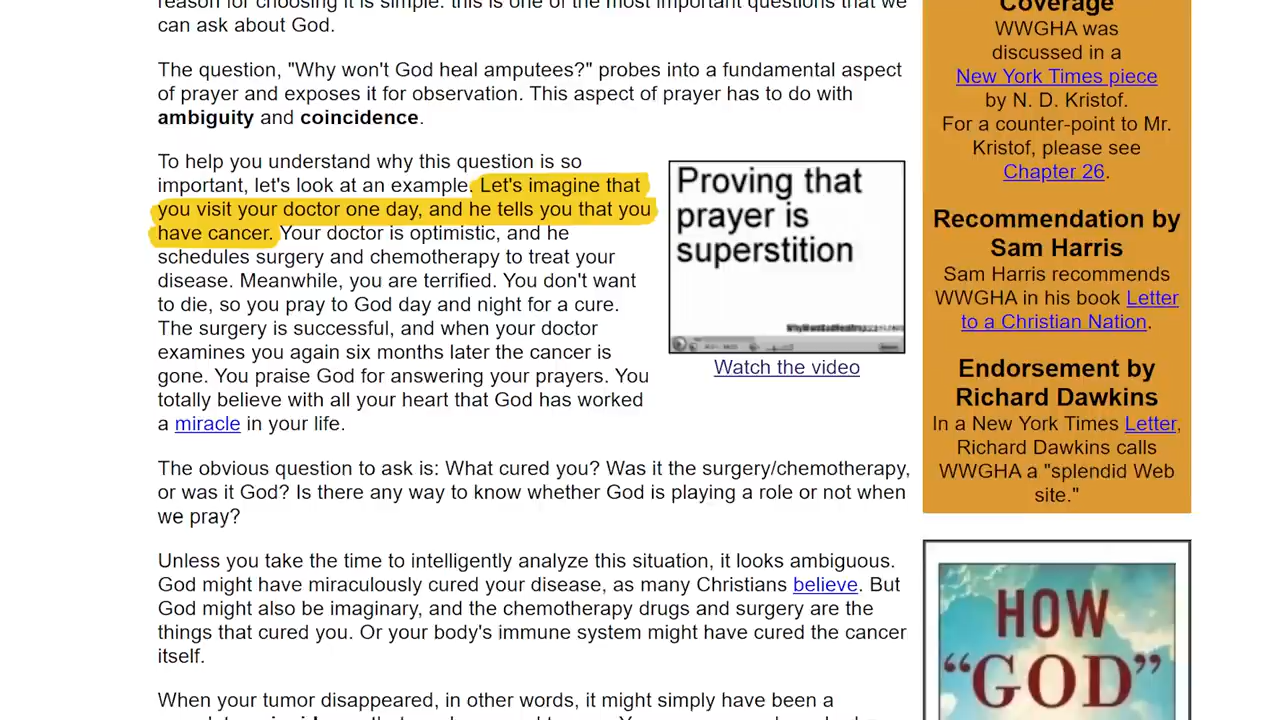 reason for choosing it is simple: this is one of the most important questions that we
can ask about God.
The question, "Why won't God heal amputees?" probes into a fundamental aspect
of prayer and exposes it for observation. This aspect of prayer has to do with
ambiguity and coincidence.
To help you understand why this question is so
important, let's look at an example. Let's imagine that
you visit your doctor one day, and he tells you that you
have cancer. Your doctor is optimistic, and he
schedules surgery and chemotherapy to treat your
disease. Meanwhile, you are terrified. You don't want
to die, so you pray to God day and night for a cure.
The surgery is successful, and when your doctor
examines you again six months later the cancer is
gone. You praise God for answering your prayers. You
totally believe with all your heart that God has worked
a miracle in your life.
Proving that
prayer is
superstition
Watch the video
The obvious question to ask is: What cured you? Was it the surgery/chemotherapy,
or was it God? Is there any way to know whether God is playing a role or not when
we pray?
Unless you take the time to intelligently analyze this situation, it looks ambiguous.
God might have miraculously cured your disease, as many Christians believe. But
God might also be imaginary, and the chemotherapy drugs and surgery are the
things that cured you. Or your body's immune system might have cured the cancer
itself.
When your tumor disappeared, in other words, it might simply have been a
Coverage
WWGHA was
discussed in a
New York Times piece
by N. D. Kristof.
For a counter-point to Mr.
Kristof, please see
Chapter 26.
Recommendation by
Sam Harris
Sam Harris recommends
WWGHA in his book Letter
to a Christian Nation.
Endorsement by
Richard Dawkins
In a New York Times Letter,
Richard Dawkins calls
WWGHA a "splendid Web
site."
HOW
“GOD”